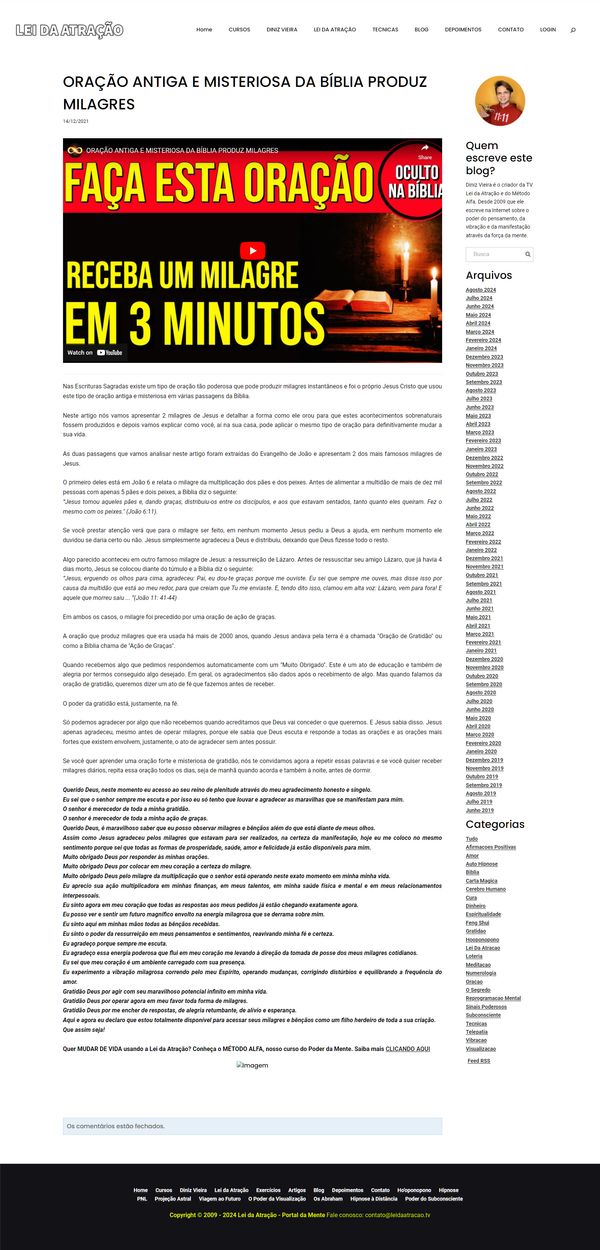 LEI DA ATRAÇÃO
Home CURSOS DINIZ VIEIRA LEI DA ATRAÇÃO TECNICAS BLOG DEPOIMENTOS CONTATO LOGIN
ORAÇÃO ANTIGA E MISTERIOSA DA BÍBLIA PRODUZ
MILAGRES
14/12/2021
ORAÇÃO ANTIGA E MISTERIOSA DA BÍBLIA PRODUZ MILAGRES
Share
FAÇA ESTA ORAÇÃO
OCULTO
NA BÍBLIA
RECEBA UM MILAGRE
EM 3 MINUTOS
Watch on YouTube
Nas Escrituras Sagradas existe um tipo de oração tão poderosa que pode produzir milagres instantâneos e foi o próprio Jesus Cristo que usou
este tipo de oração antiga e misteriosa em várias passagens da Bíblia.
Neste artigo nós vamos apresentar 2 milagres de Jesus e detalhar a forma como ele orou para que estes acontecimentos sobrenaturais
fossem produzidos e depois vamos explicar como você, aí na sua casa, pode aplicar o mesmo tipo de oração para definitivamente mudar a
sua vida.
As duas passagens que vamos analisar neste artigo foram extraídas do Evangelho de João e apresentam 2 dos mais famosos milagres de
Jesus.
O primeiro deles está em João 6 e relata o milagre da multiplicação dos pães e dos peixes. Antes de alimentar a multidão de mais de dez mil
pessoas com apenas 5 pães e dois peixes, a Bíblia diz o seguinte:
"Jesus tomou aqueles pães e, dando graças, distribuiu-os entre os discípulos, e aos que estavam sentados, tanto quanto eles queiram. Fez o
mesmo com os peixes." (João 6:11).
Se você prestar atenção verá que para o milagre ser feito, em nenhum momento Jesus pediu a Deus a ajuda, em nenhum momento ele
duvidou se daria certo ou não. Jesus simplesmente agradeceu a Deus e distribuiu, deixando que Deus fizesse todo o resto.
Algo parecido aconteceu em outro famoso milagre de Jesus: a ressurreição de Lázaro. Antes de ressuscitar seu amigo Lázaro, que já havia 4
dias morto, Jesus se colocou diante do túmulo e a Bíblia diz o seguinte:
"Jesus, erguendo os olhos para cima, agradeceu: Pai, eu dou-te graças porque me ouviste. Eu sei que sempre me ouves, mas disse isso por
causa da multidão que está ao meu redor, para que creiam que Tu me enviaste. E, tendo dito isso, clamou em alta voz: Lázaro, vem para fora! E
aquele que morreu saiu ... "(João 11: 41-44)
Em ambos os casos, o milagre foi precedido por uma oração de ação de graças.
A oração que produz milagres que era usada há mais de 2000 anos, quando Jesus andava pela terra é a chamada "Oração de Gratidão" ou
como a Bíblia chama de "Ação de Graças".
Quando recebemos algo que pedimos respondemos automaticamente com um "Muito Obrigado". Este é um ato de educação e também de
alegria por termos conseguido algo desejado. Em geral, os agradecimentos são dados após o recebimento de algo. Mas quando falamos da
oração de gratidão, queremos dizer um ato de fé que fazemos antes de receber.
O poder da gratidão está, justamente, na fé.
Só podemos agradecer por algo que não recebemos quando acreditamos que Deus vai conceder o que queremos. E Jesus sabia disso. Jesus
apenas agradeceu, mesmo antes de operar milagres, porque ele sabia que Deus escuta e responde a todas as orações e as orações mais
fortes que existem envolvem, justamente, o ato de agradecer sem antes possuir.
Se você quer aprender uma oração forte e misteriosa de gratidão, nós te convidamos agora a repetir essas palavras e se você quiser receber
milagres diários, repita essa oração todos os dias, seja de manhã quando acorda e também à noite, antes de dormir.
Querido Deus, neste momento eu acesso ao seu reino de plenitude através do meu agradecimento honesto e singelo.
Eu sei que o senhor sempre me escuta e por isso eu só tenho que louvar e agradecer as maravilhas que se manifestam para mim.
O senhor é merecedor de toda a minha gratidão.
O senhor é merecedor de toda a minha ação de graças.
Querido Deus, é maravilhoso saber que eu posso observar milagres e bênçãos além do que está diante de meus olhos.
Assim como Jesus agradeceu pelos milagres que estavam para ser realizados, na certeza da manifestação, hoje eu me coloco no mesmo
sentimento porque sei que todas as formas de prosperidade, saúde, amor e felicidade já estão disponíveis para mim.
Muito obrigado Deus por responder às minhas orações.
Muito obrigado Deus por colocar em meu coração a certeza do milagre.
Muito obrigado Deus pelo milagre da multiplicação que o senhor está operando neste exato momento em minha minha vida.
Eu aprecio sua ação multiplicadora em minhas finanças, em meus talentos, em minha saúde física e mental e em meus relacionamentos
interpessoais.
Eu sinto agora em meu coração que todas as respostas aos meus pedidos já estão chegando exatamente agora.
Eu posso ver e sentir um futuro magnífico envolto na energia milagrosa que se derrama sobre mim.
Eu sinto aqui em minhas mãos todas as bênçãos recebidas.
Eu sinto o poder da ressurreição em meus pensamentos e sentimentos, reavivando minha fé e certeza.
Eu agradeço porque sempre me escuta.
Eu agradeço essa energia poderosa que flui em meu coração me levando à direção da tomada de posse dos meus milagres cotidianos.
Eu sei que meu coração é um ambiente carregado com sua presença.
Eu experimento a vibração milagrosa correndo pelo meu Espírito, operando mudanças, corrigindo distúrbios e equilibrando a frequência do
amor.
Gratidão Deus por agir com seu maravilhoso potencial infinito em minha vida.
Gratidão Deus por operar agora em meu favor toda forma de milagres.
Gratidão Deus por me encher de respostas, de alegria retumbante, de alívio e esperança.
Aqui e agora eu declaro que estou totalmente disponível para acessar seus milagres e bênçãos como um filho herdeiro de toda a sua criação.
Que assim seja!
Quer MUDAR DE VIDA usando a Lei da Atração? Conheça o MÉTODO ALFA, nosso curso do Poder da Mente. Saiba mais CLICANDO AQUI
Imagem
Os comentários estão fechados.
11:11
Quem
escreve este
blog?
Diniz Vieira é o criador da TV
Lei da Atração e do Método
Alfa. Desde 2009 que ele
escreve na Internet sobre o
poder do pensamento, da
vibração e da manifestação
através da força da mente.
Busca
Arquivos
Agosto 2024
Julho 2024
Junho 2024
Maio 2024
Abril 2024
Março 2024
Fevereiro 2024
Janeiro 2024
Dezembro 2023
Novembro 2023
Outubro 2023
Setembro 2023
Agosto 2023
Julho 2023
Junho 2023
Maio 2023
Abril 2023
Março 2023
Fevereiro 2023
Janeiro 2023
Dezembro 2022
Novembro 2022
Outubro 2022
Setembro 2022
Agosto 2022
Julho 2022
Junho 2022
Maio 2022
Abril 2022
Março 2022
Fevereiro 2022
Janeiro 2022
Dezembro 2021
Novembro 2021
Outubro 2021
Setembro 2021
Agosto 2021
Julho 2021
Junho 2021
Maio 2021
Abril 2021
Março 2021
Fevereiro 2021
Janeiro 2021
Dezembro 2020
Novembro 2020
Outubro 2020
Setembro 2020
Agosto 2020
Julho 2020
Junho 2020
Maio 2020
Abril 2020
Março 2020
Fevereiro 2020
Janeiro 2020
Dezembro 2019
Novembro 2019
Outubro 2019
Setembro 2019
Agosto 2019
Julho 2019
Junho 2019
Categorias
Tudo
Afirmacoes Positivas
Amor
Auto Hipnose
Bíblia
Carta Magica
Cerebro Humano
Cura
Dinheiro
Espiritualidade
Feng Shui
Gratidao
Hooponopono
Lei Da Atracao
Loteria
Meditacao
Numerologia
Oracao
O Segredo
Reprogramacao Mental
Sinais Poderosos
Subconsciente
Tecnicas
Telepatia
Vibracao
Visualizacao
Feed RSS
Home Cursos Diniz Vieira Lei da Atração Exercícios Artigos Blog Depoimentos Contato Ho'oponopono Hipnose
PNL Projeção Astral Viagem ao Futuro O Poder da Visualização Os Abraham Hipnose à Distância Poder do Subconsciente
Copyright © 2009 - 2024 Lei da Atração - Portal da Mente Fale conosco: contato@leidaatracao.tv